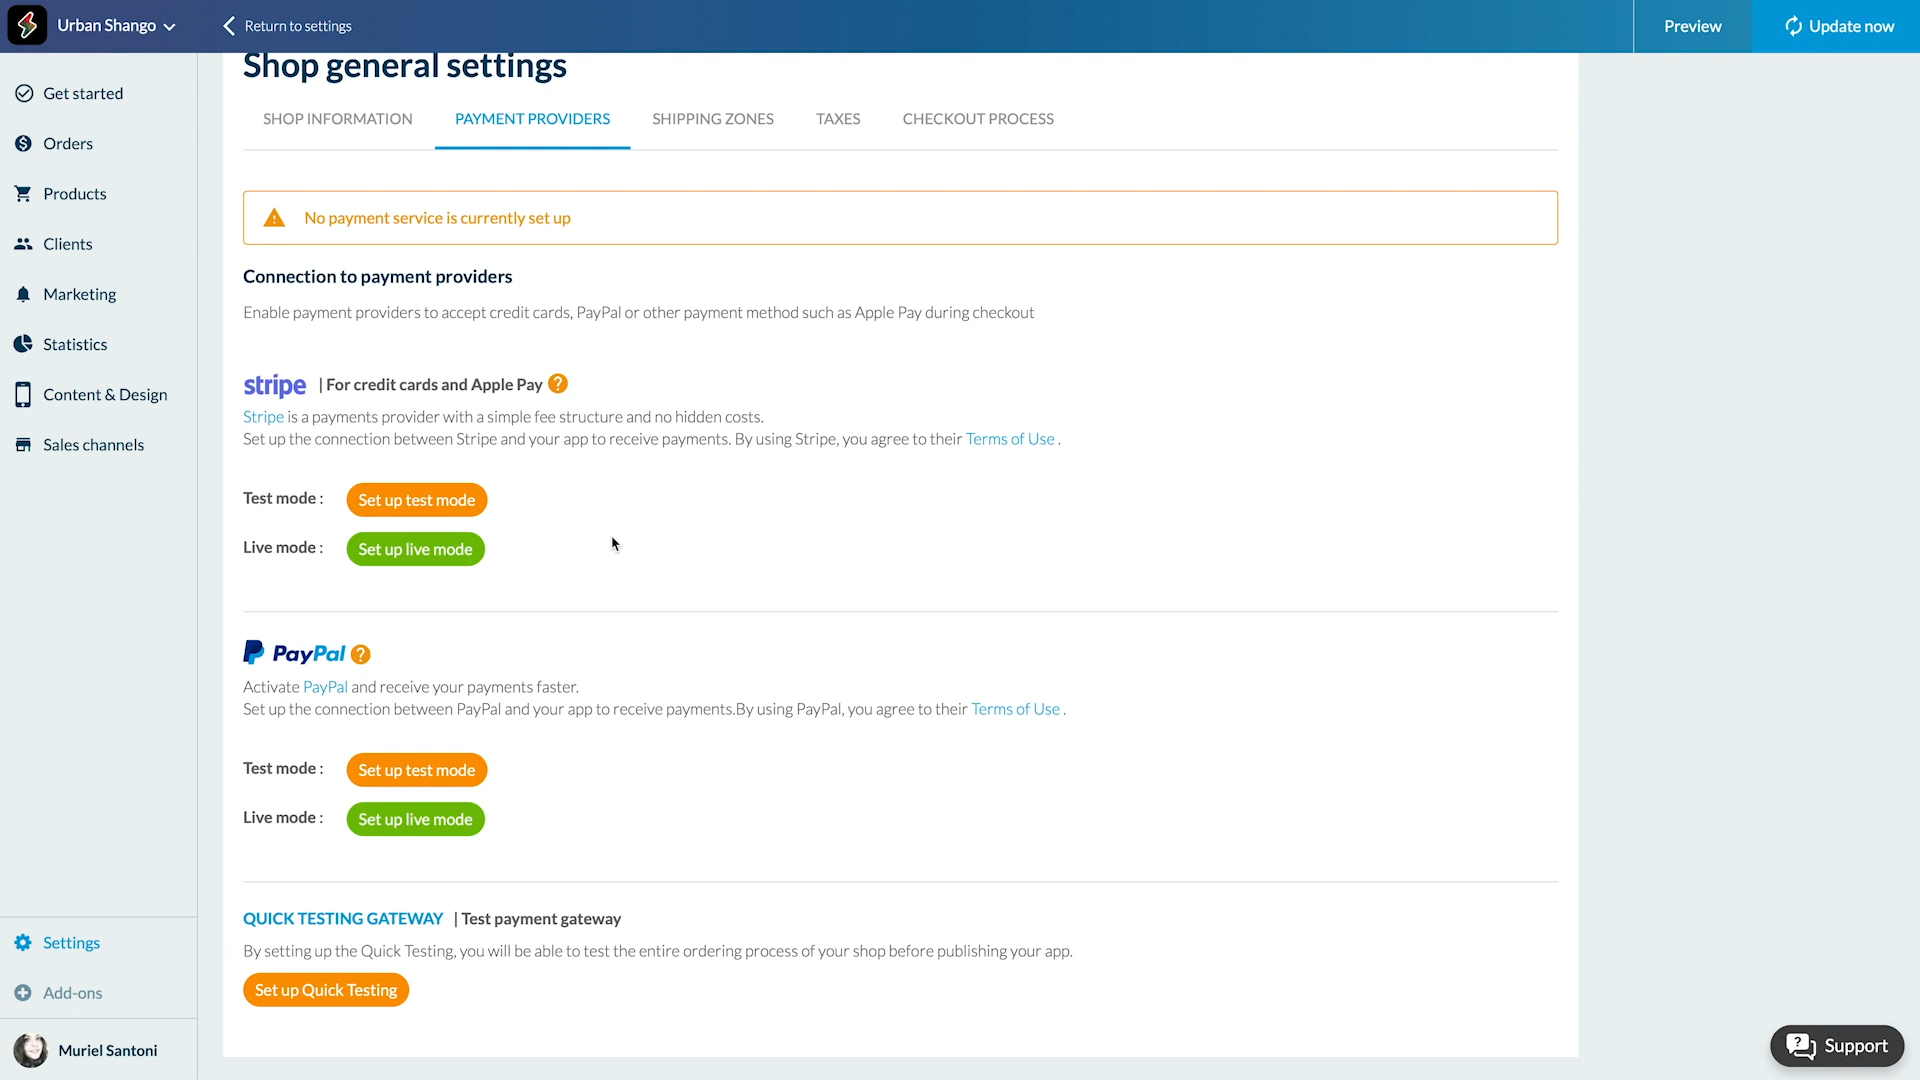 Urban Shango
Return to settings
Preview
Update now
Get started
Orders
Products
Clients
Marketing
Statistics
Content & Design
Sales channels
Settings
Add-ons
Muriel Santoni
Shop general settings
SHOP INFORMATION
PAYMENT PROVIDERS
SHIPPING ZONES
TAXES
CHECKOUT PROCESS
No payment service is currently set up
Connection to payment providers
Enable payment providers to accept credit cards, PayPal or other payment method such as Apple Pay during checkout
stripe | For credit cards and Apple Pay ?
Stripe is a payments provider with a simple fee structure and no hidden costs.
Set up the connection between Stripe and your app to receive payments. By using Stripe, you agree to their Terms of Use .
Test mode : Set up test mode
Live mode : Set up live mode
PayPal ?
Activate PayPal and receive your payments faster.
Set up the connection between PayPal and your app to receive payments.By using PayPal, you agree to their Terms of Use .
Test mode : Set up test mode
Live mode : Set up live mode
QUICK TESTING GATEWAY | Test payment gateway
By setting up the Quick Testing, you will be able to test the entire ordering process of your shop before publishing your app.
Set up Quick Testing
Support